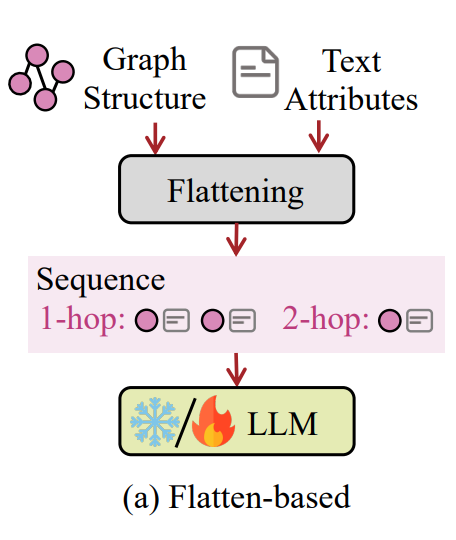 Graph
Structure
Text
Attributes
Flattening
Sequence
1-hop: 2-hop:
LLM
(a) Flatten-based